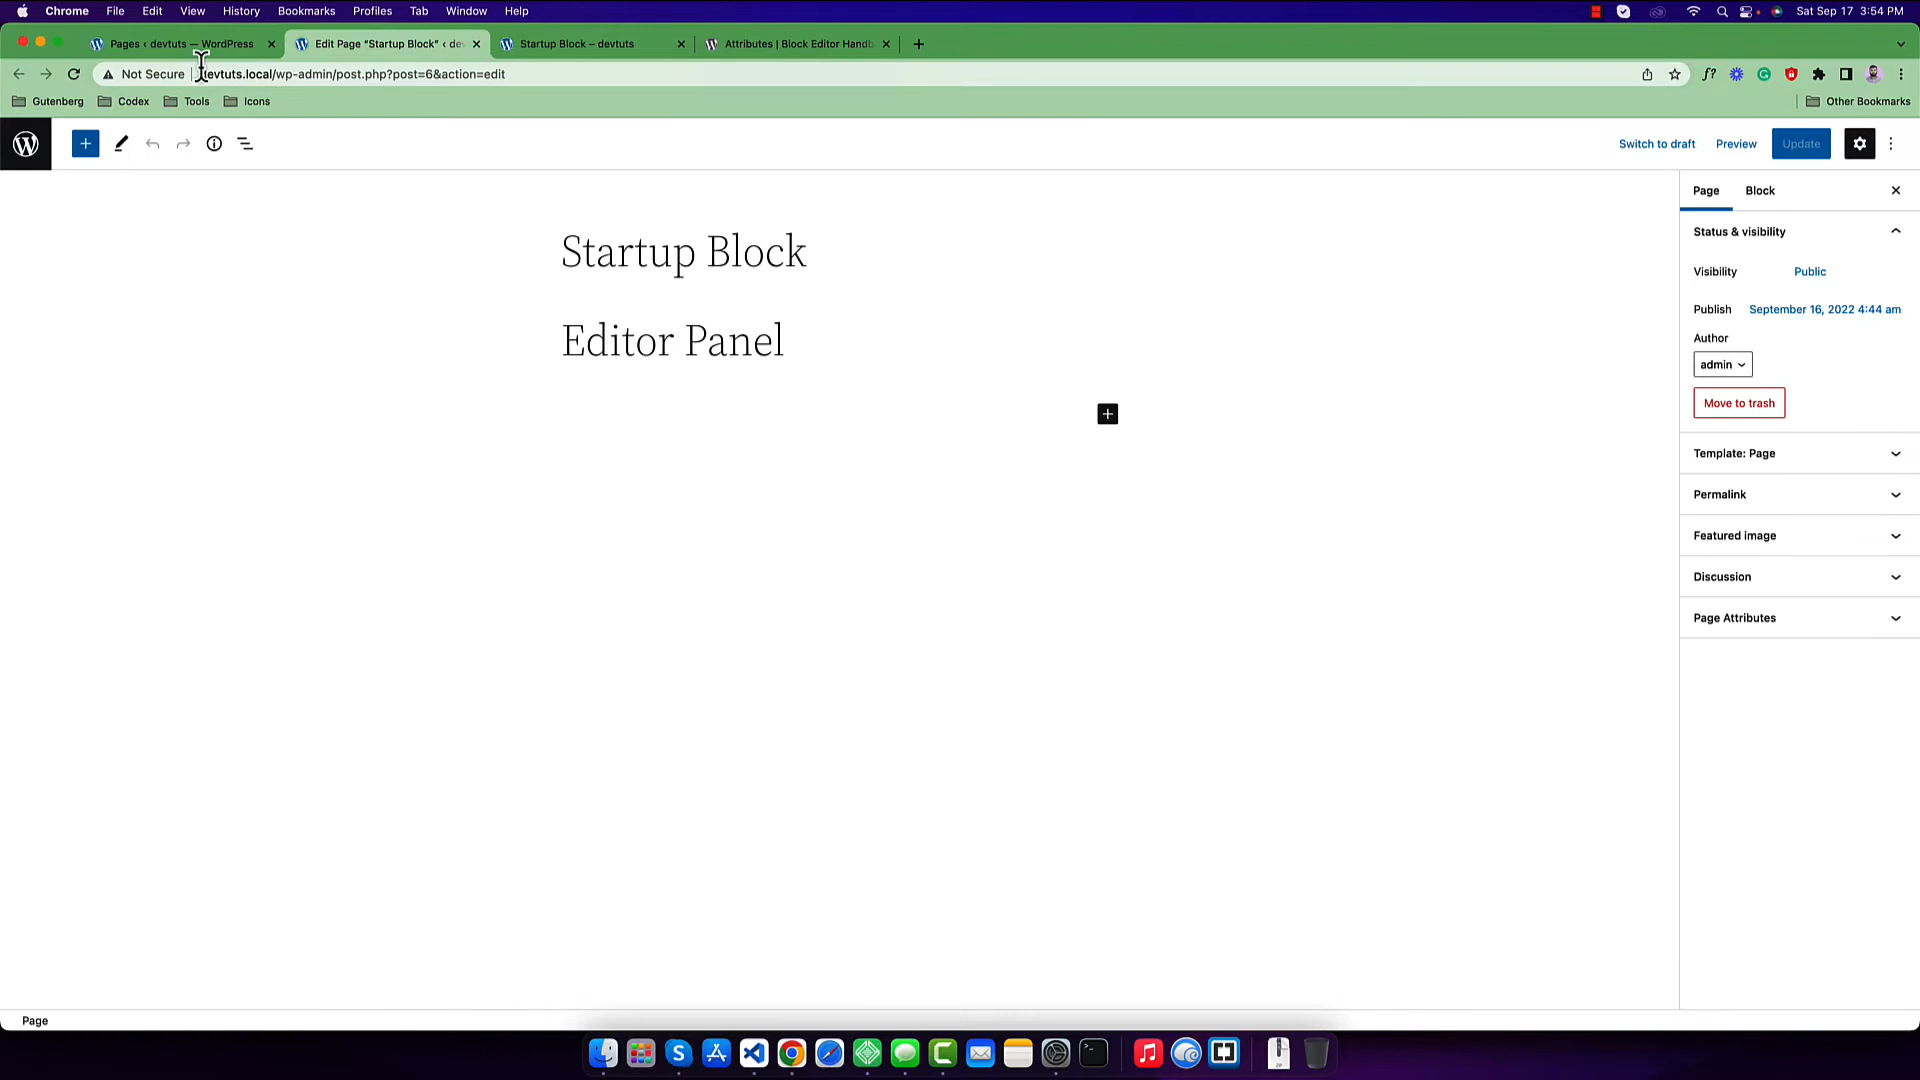 Chrome File Edit View History Bookmarks Profiles Tab Window Help Sat Sep 17 3:54 PM
Pages ‹ devtuts — WordPress Edit Page “Startup Block” ‹ dev Startup Block – devtuts Attributes | Block Editor Handb
Not Secure devtuts.local/wp-admin/post.php?post=6&action=edit f?
Gutenberg Codex Tools Icons Other Bookmarks
Switch to draft Preview Update
Page Block
Startup Block
Status & visibility
Visibility Public
Publish September 16, 2022 4:44 am
Editor Panel
Author
admin
Move to trash
Template: Page
Permalink
Featured image
Discussion
Page Attributes
Page